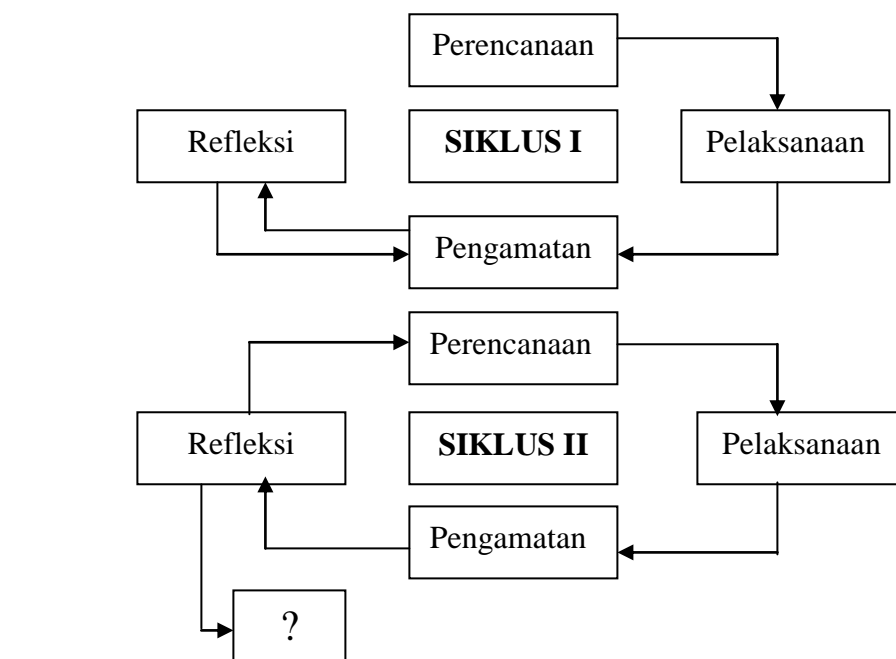 Perencanaan
Refleksi
SIKLUS I
Pelaksanaan
Pengamatan
Perencanaan
Refleksi
SIKLUS II
Pelaksanaan
Pengamatan
?